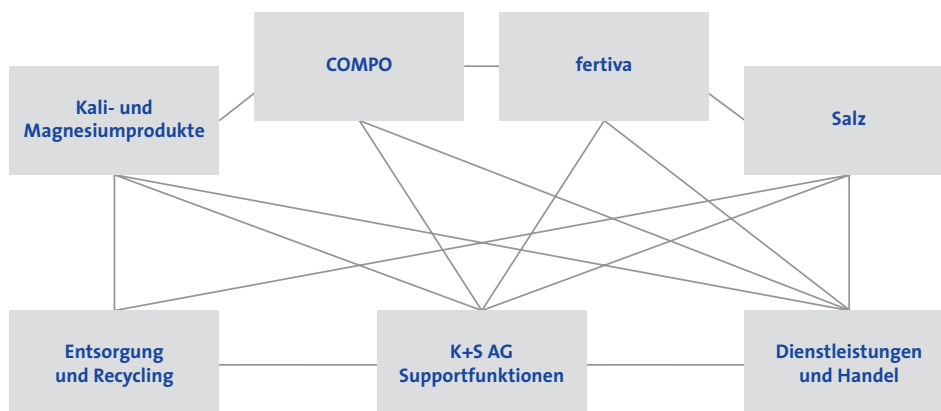 COMPO
fertiva
Kali- und
Magnesiumprodukte
Salz
Entsorgung
und Recycling
K+S AG
Supportfunktionen
Dienstleistungen
und Handel